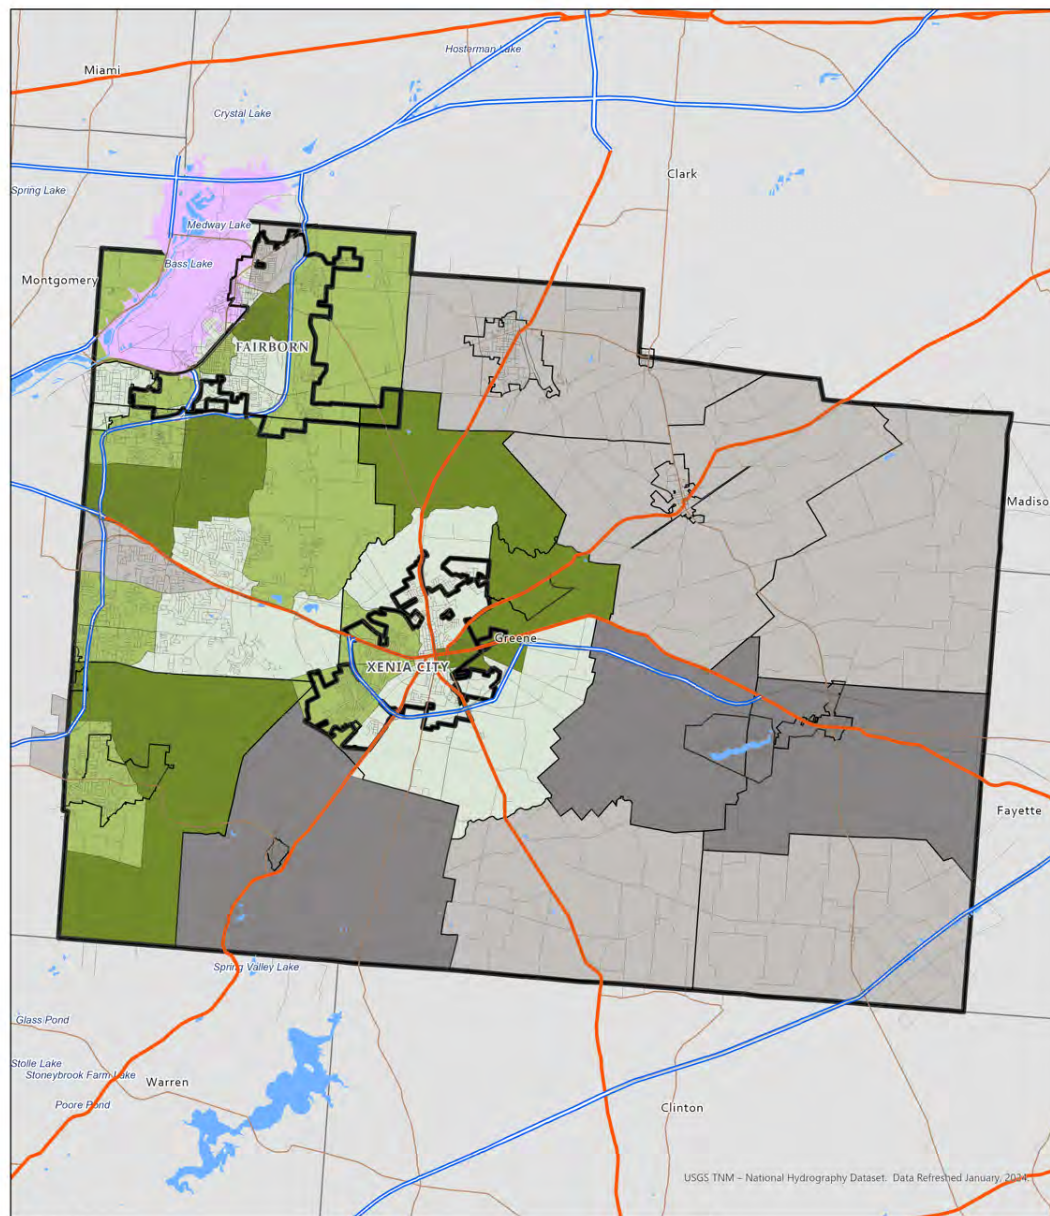 Hosterman Lake
Miami
Crystal Lake
Clark
Spring Lake
Medway Lake
Bass Lake
Montgomery
FAIRBORN
Madiso
Greene
XENIA CITY
Fayette
Spring Valley Lake
Glass Pond
Stolle Lake
Stoneybrook Farm Lake
Warren
Poore Pond
Clinton
USGS TNM – National Hydrography Dataset. Data Refreshed January, 2024.